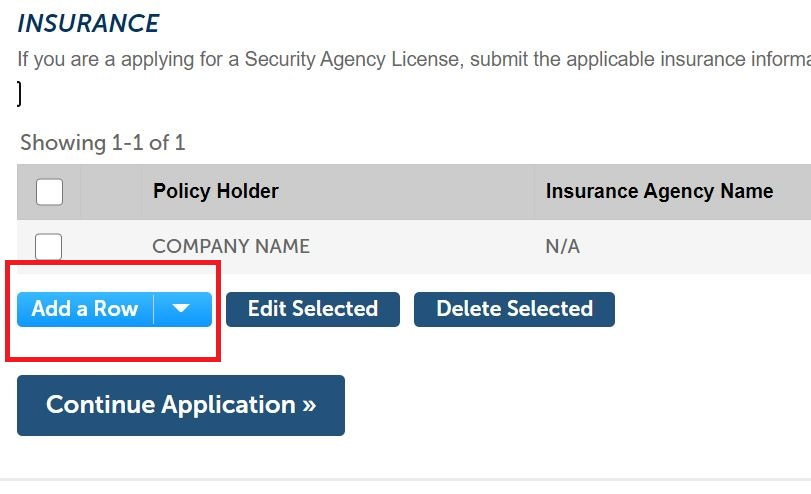 INSURANCE
If you are a applying for a Security Agency License, submit the applicable insurance
Showing 1-1 of 1
Policy Holder Insurance Agency Name
COMPANY NAME N/A
Add a Row Edit Selected Delete Selected
Continue Application »